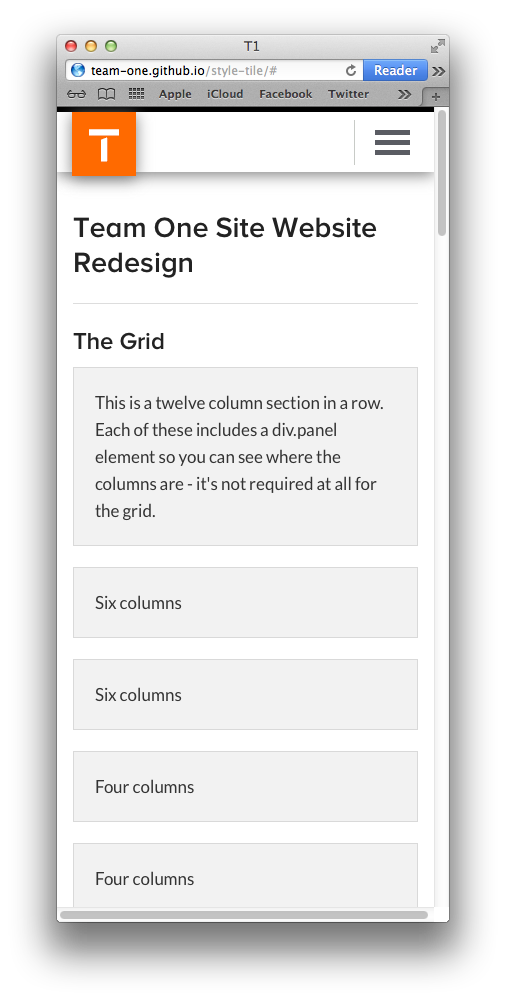 T1
team-one.github.io/style-tile/#
Reader
Apple iCloud Facebook Twitter
T
Team One Site Website
Redesign
The Grid
This is a twelve column section in a row.
Each of these includes a div.panel
element so you can see where the
columns are - it's not required at all for
the grid.
Six columns
Six columns
Four columns
Four columns